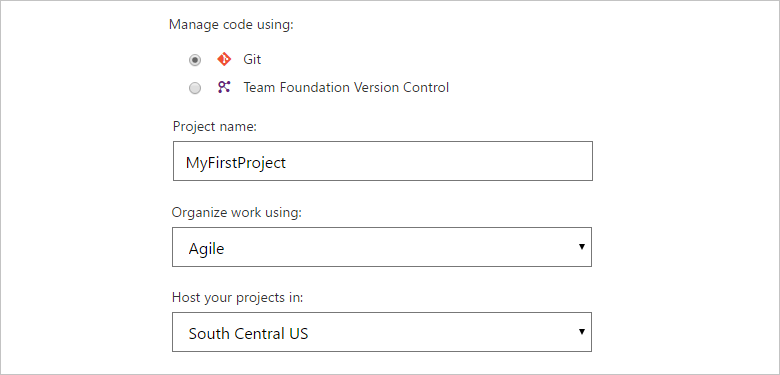 Manage code using:
Git
Team Foundation Version Control
Project name:
MyFirstProject
Organize work using:
Agile
Host your projects in:
South Central US